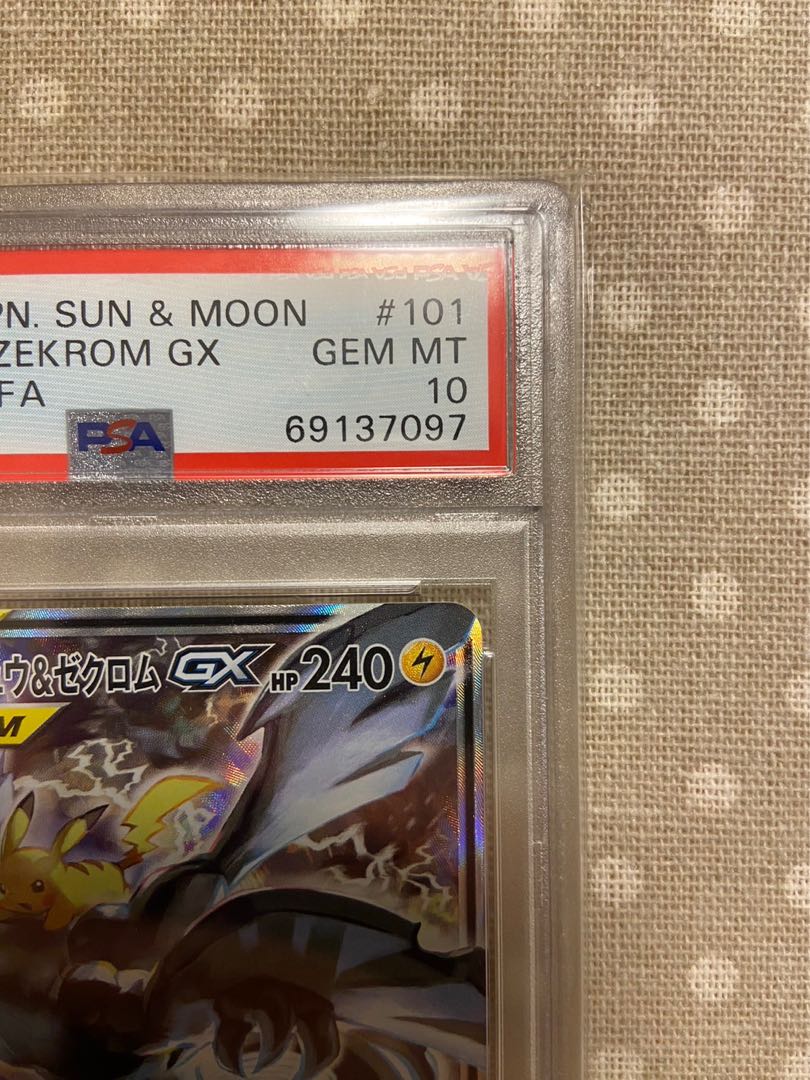 PN. SUN & MOON #101
ZEKROM GX GEM MT
FA 10
PSA 69137097
ュウ&ゼクロム GX HP 240
M